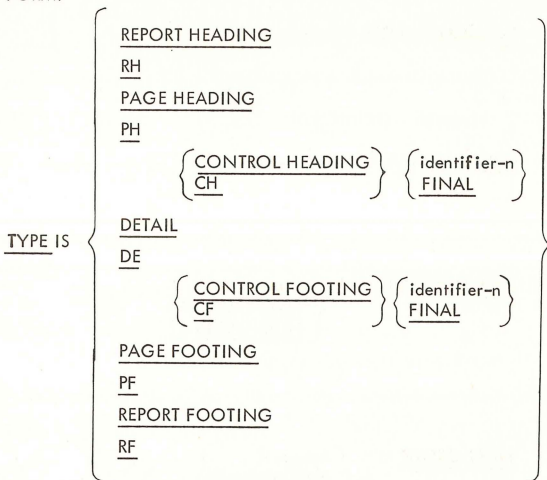 REPORT HEADING
RH
PAGE HEADING
PH
CONTROL HEADING identifier-n
CH FINAL
TYPE IS
DETAIL
DE
CONTROL FOOTING identifier-n
CF FINAL
PAGE FOOTING
PF
REPORT FOOTING
RF